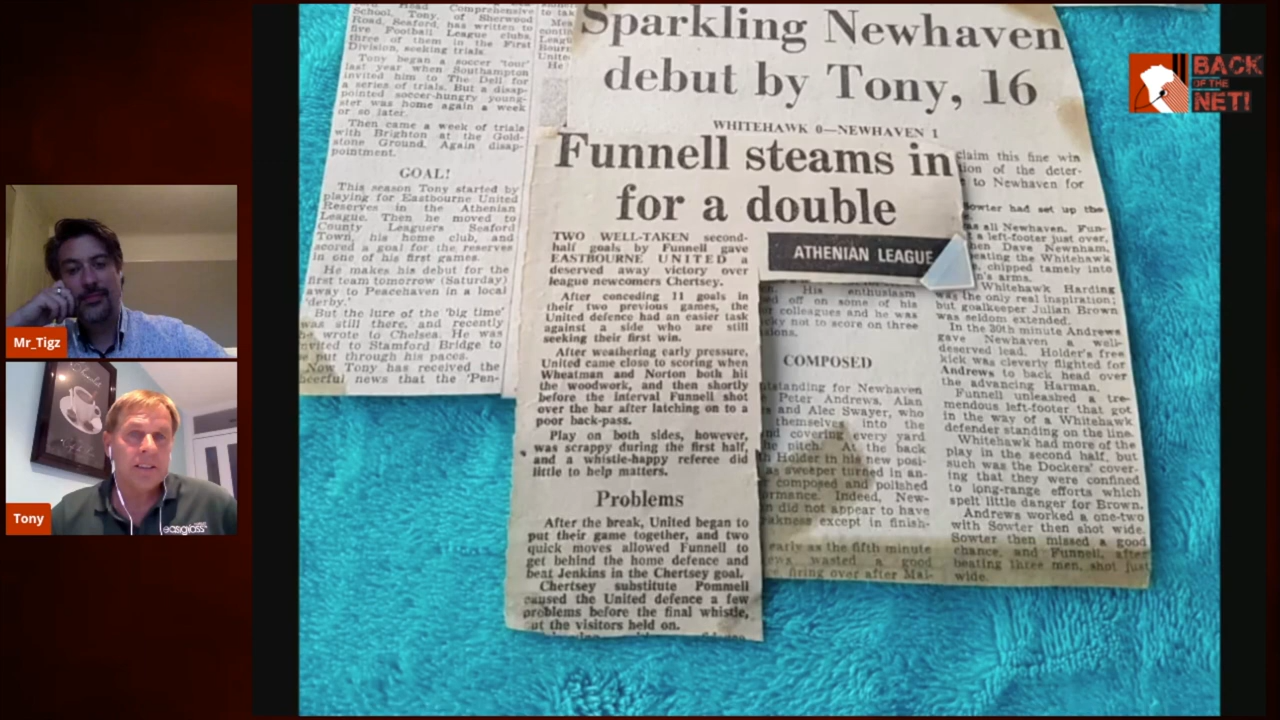 Head Comprehensive
School, Tony, of Sherwood
Road, Seaford, has written to
five Football League clubs,
three of them in the First
Division, seeking trials.
Tony began a soccer 'tour'
last year when Southampton
invited him to The Dell for
a series of trials. But a disap-
pointed soccer-hungry young-
ster was home again a week
or so later.
Then came a week of trials
with Brighton at the Gold-
stone Ground. Again disap-
pointment.
GOAL!
This season Tony started by
playing for Eastbourne United
Reserves in the Athenian
League. Then he moved to
County Leaguers Seaford
Town, his home club, and
scored a goal for the reserves
in one of his first games.
He makes his debut for the
first team tomorrow (Saturday)
away to Peacehaven in a local
'derby.'
But the lure of the 'big time'
was still there, and recently
he wrote to Chelsea. He was
invited to Stamford Bridge to
be put through his paces.
Now Tony has received the
cheerful news that the 'Pen-
Sparkling Newhaven
debut by Tony, 16
WHITEHAWK 0—NEWHAVEN 1
Funnell steams in
for a double
ATHENIAN LEAGUE
TWO WELL-TAKEN second-
half goals by Funnell gave
EASTBOURNE UNITED a
deserved away victory over
league newcomers Chertsey.
After conceding 11 goals in
their two previous games, the
United defence had an easier task
against a side who are still
seeking their first win.
After weathering early pressure,
United came close to scoring when
Wheatman and Norton both hit
the woodwork, and then shortly
before the interval Funnell shot
over the bar after latching on to a
poor back-pass.
Play on both sides, however,
was scrappy during the first half,
and a whistle-happy referee did
little to help matters.
Problems
After the break, United began to
put their game together, and two
quick moves allowed Funnell to
get behind the home defence and
beat Jenkins in the Chertsey goal.
Chertsey substitute Pommell
caused the United defence a few
problems before the final whistle,
but the visitors held on.
His enthusiasm
ed off on some of his
colleagues and he was
not to score on three
COMPOSED
standing for Newhaven
Peter Andrews, Alan
and Alec Swayer, who
themselves into the
covering every yard
pitch. At the back
Holder in his new posi-
as sweeper turned in an-
composed and polished
Indeed, New-
did not appear to have
except in finish-
early as the fifth minute
wasted a good
firing over after Mal-
claim this fine win
of the deter-
to Newhaven for
Sowter had set up the
all Newhaven. Fun-
a left-footer just over,
Dave Newnham,
the Whitehawk
chipped tamely into
arms.
Whitehawk Harding
was the only real inspiration;
but goalkeeper Julian Brown
was seldom extended.
In the 30th minute Andrews
gave Newhaven a well-
deserved lead. Holder's free
kick was cleverly flighted for
Andrews to back head over
the advancing Harman.
Funnell unleashed a tre-
mendous left-footer that got
in the way of a Whitehawk
defender standing on the line.
Whitehawk had more of the
play in the second half, but
such was the Dockers' cover-
ing that they were confined
to long-range efforts which
spelt little danger for Brown.
Andrews worked a one-two
with Sowter then shot wide.
Sowter then missed a good
chance, and Funnell, after
beating three men, shot just
wide.
BACK
OF THE
NET!
Mr_Tigz
Tony
easiglass